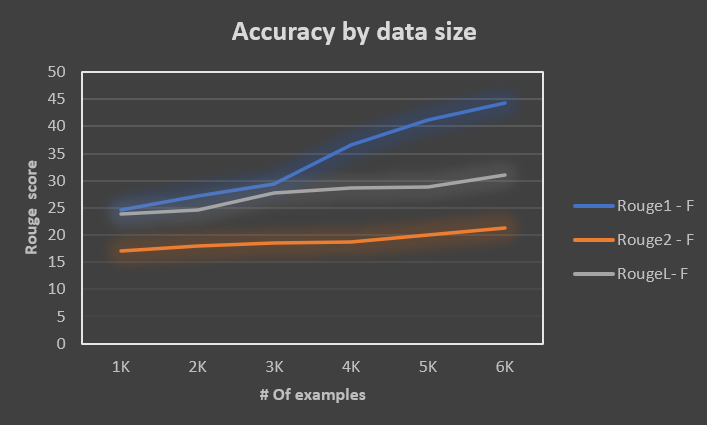 Accuracy by data size
50
45
40
35
30
25
20
15
10
5
0
Rouge score
1K 2K 3K 4K 5K 6K
# Of examples
Rouge1 - F
Rouge2 - F
RougeL- F